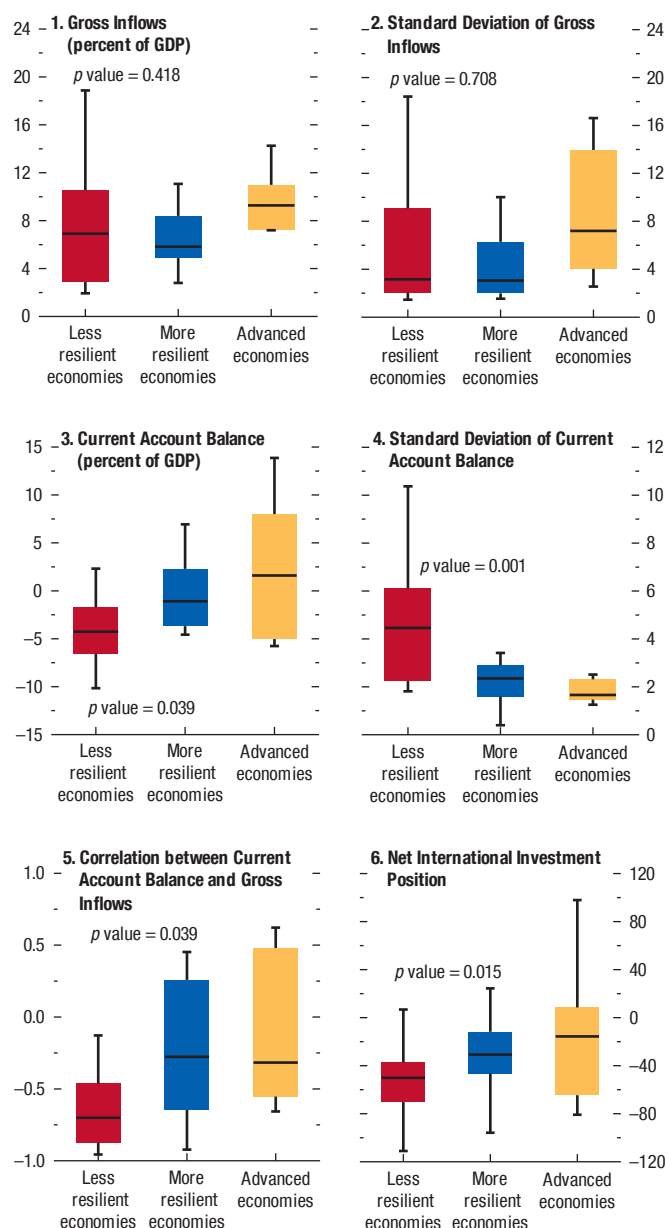 1. Gross Inflows
(percent of GDP)
p value = 0.418
24
20
16
12
8
4
0
Less
resilient
economies
More
resilient
economies
Advanced
economies
2. Standard Deviation of Gross
Inflows
p value = 0.708
24
20
16
12
8
4
0
Less
resilient
economies
More
resilient
economies
Advanced
economies
3. Current Account Balance
(percent of GDP)
15
10
5
0
−5
−10
−15
p value = 0.039
Less
resilient
economies
More
resilient
economies
Advanced
economies
4. Standard Deviation of Current
Account Balance
p value = 0.001
12
10
8
6
4
2
0
Less
resilient
economies
More
resilient
economies
Advanced
economies
5. Correlation between Current
Account Balance and Gross
Inflows
p value = 0.039
1.0
0.5
0.0
−0.5
−1.0
Less
resilient
economies
More
resilient
economies
Advanced
economies
6. Net International Investment
Position
p value = 0.015
120
80
40
0
−40
−80
−120
Less
resilient
economies
More
resilient
economies
Advanced
economies